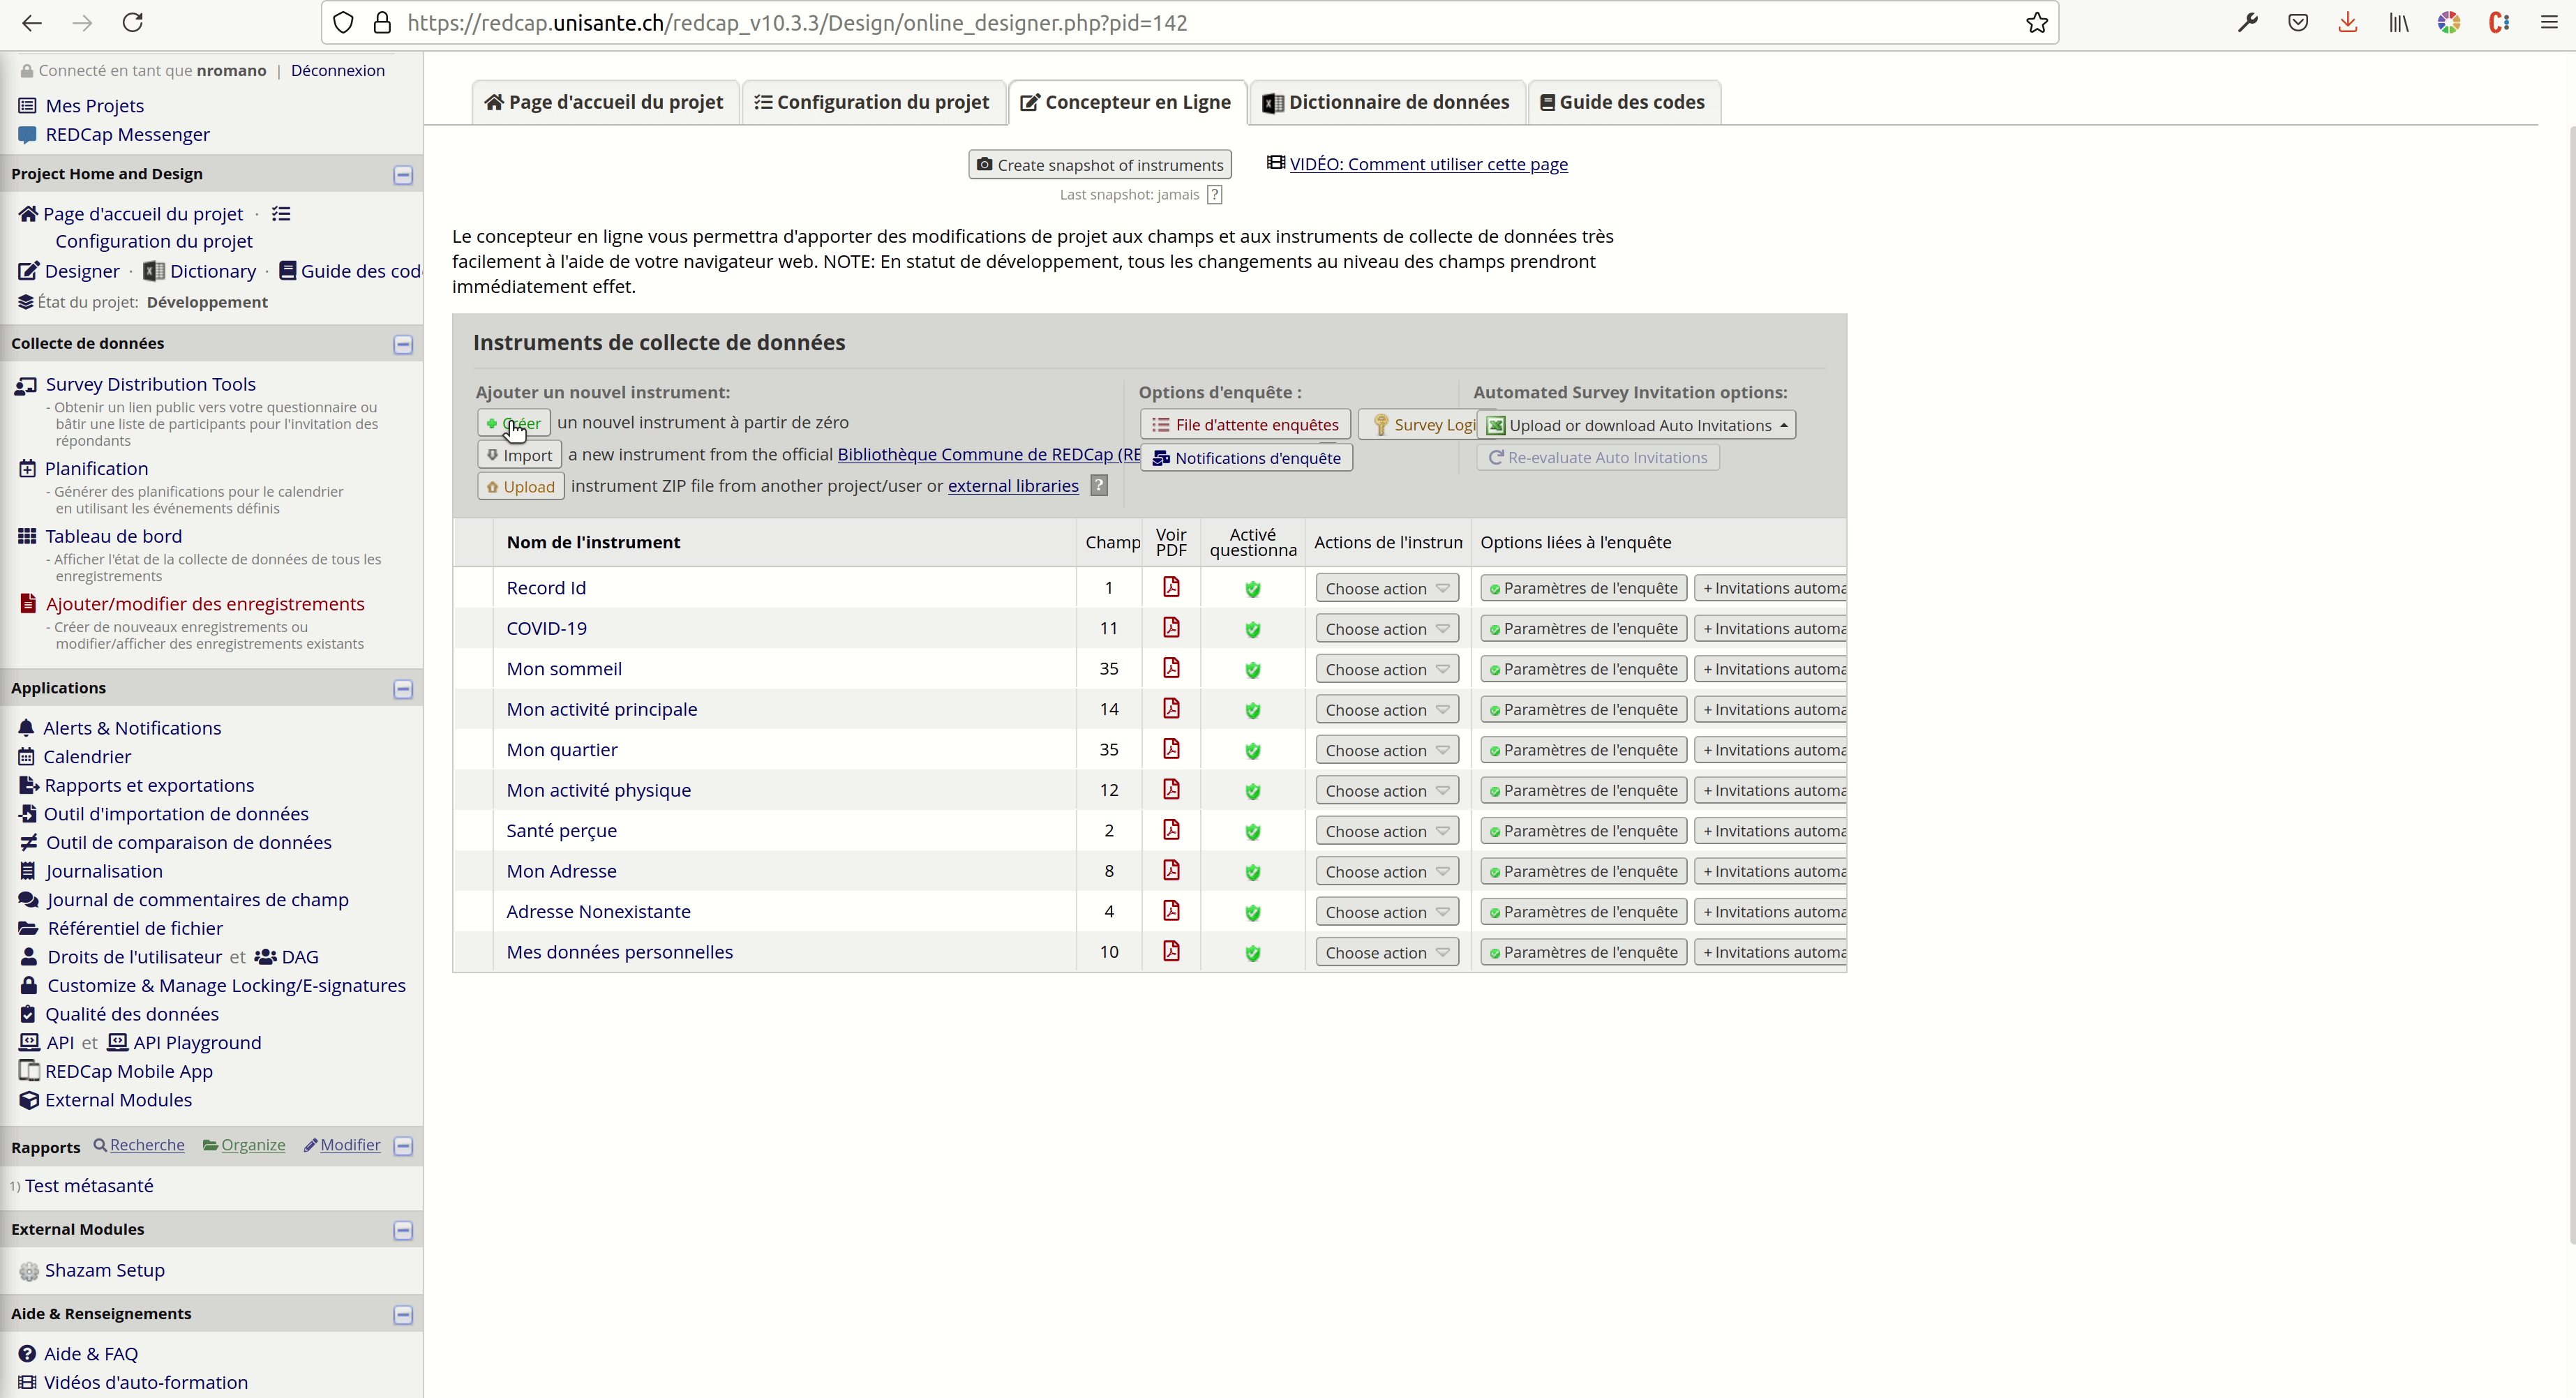 https://redcap.unisante.ch/redcap_v10.3.3/Design/online_designer.php?pid=142
Connecté en tant que nromano | Déconnexion
Mes Projets
REDCap Messenger
Project Home and Design
Page d'accueil du projet ·
Configuration du projet
Designer · Dictionary · Guide des cod
État du projet: Développement
Collecte de données
Survey Distribution Tools
- Obtenir un lien public vers votre questionnaire ou
bâtir une liste de participants pour l'invitation des
répondants
Planification
- Générer des planifications pour le calendrier
en utilisant les événements définis
Tableau de bord
- Afficher l'état de la collecte de données de tous les
enregistrements
Ajouter/modifier des enregistrements
- Créer de nouveaux enregistrements ou
modifier/afficher des enregistrements existants
Applications
Alerts & Notifications
Calendrier
Rapports et exportations
Outil d'importation de données
Outil de comparaison de données
Journalisation
Journal de commentaires de champ
Référentiel de fichier
Droits de l'utilisateur et DAG
Customize & Manage Locking/E-signatures
Qualité des données
API et API Playground
REDCap Mobile App
External Modules
Rapports Recherche Organize Modifier
1) Test métasanté
External Modules
Shazam Setup
Aide & Renseignements
Aide & FAQ
Vidéos d'auto-formation
Page d'accueil du projet Configuration du projet Concepteur en Ligne Dictionnaire de données Guide des codes
Create snapshot of instruments VIDÉO: Comment utiliser cette page
Last snapshot: jamais ?
Le concepteur en ligne vous permettra d'apporter des modifications de projet aux champs et aux instruments de collecte de données très
facilement à l'aide de votre navigateur web. NOTE: En statut de développement, tous les changements au niveau des champs prendront
immédiatement effet.
Instruments de collecte de données
Ajouter un nouvel instrument: Options d'enquête : Automated Survey Invitation options:
Créer un nouvel instrument à partir de zéro File d'attente enquêtes Survey Logi Upload or download Auto Invitations
Import a new instrument from the official Bibliothèque Commune de REDCap (RE Notifications d'enquête Re-evaluate Auto Invitations
Upload instrument ZIP file from another project/user or external libraries ?
Nom de l'instrument Champ Voir PDF Activé questionna Actions de l'instrum Options liées à l'enquête
Record Id 1 Choose action Paramètres de l'enquête + Invitations automa
COVID-19 11 Choose action Paramètres de l'enquête + Invitations automa
Mon sommeil 35 Choose action Paramètres de l'enquête + Invitations automa
Mon activité principale 14 Choose action Paramètres de l'enquête + Invitations automa
Mon quartier 35 Choose action Paramètres de l'enquête + Invitations automa
Mon activité physique 12 Choose action Paramètres de l'enquête + Invitations automa
Santé perçue 2 Choose action Paramètres de l'enquête + Invitations automa
Mon Adresse 8 Choose action Paramètres de l'enquête + Invitations automa
Adresse Nonexistante 4 Choose action Paramètres de l'enquête + Invitations automa
Mes données personnelles 10 Choose action Paramètres de l'enquête + Invitations automa